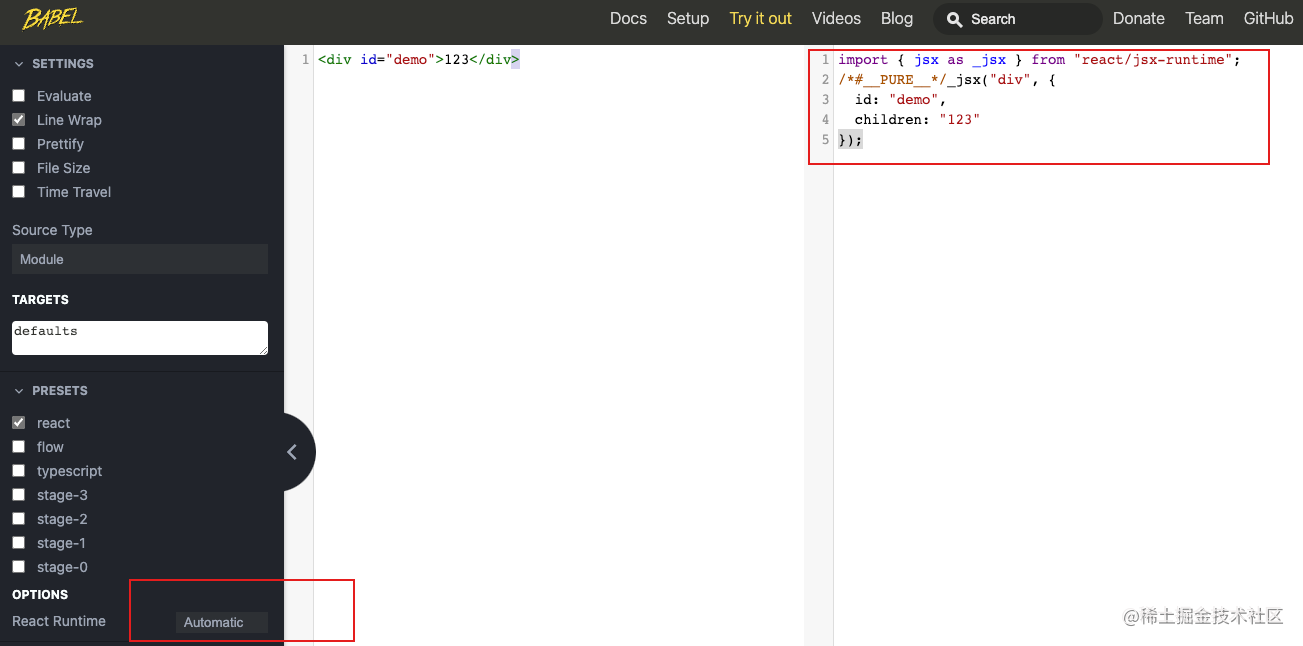 BABEL
Docs Setup Try it out Videos Blog Search Donate Team GitHub
SETTINGS
Evaluate
Line Wrap
Prettify
File Size
Time Travel
Source Type
Module
TARGETS
defaults
PRESETS
react
flow
typescript
stage-3
stage-2
stage-1
stage-0
OPTIONS
React Runtime Automatic
1 <div id="demo">123</div>
1 import { jsx as _jsx } from "react/jsx-runtime";
2 /*#__PURE__*/_jsx("div", {
3 id: "demo",
4 children: "123"
5 });
@稀土掘金技术社区